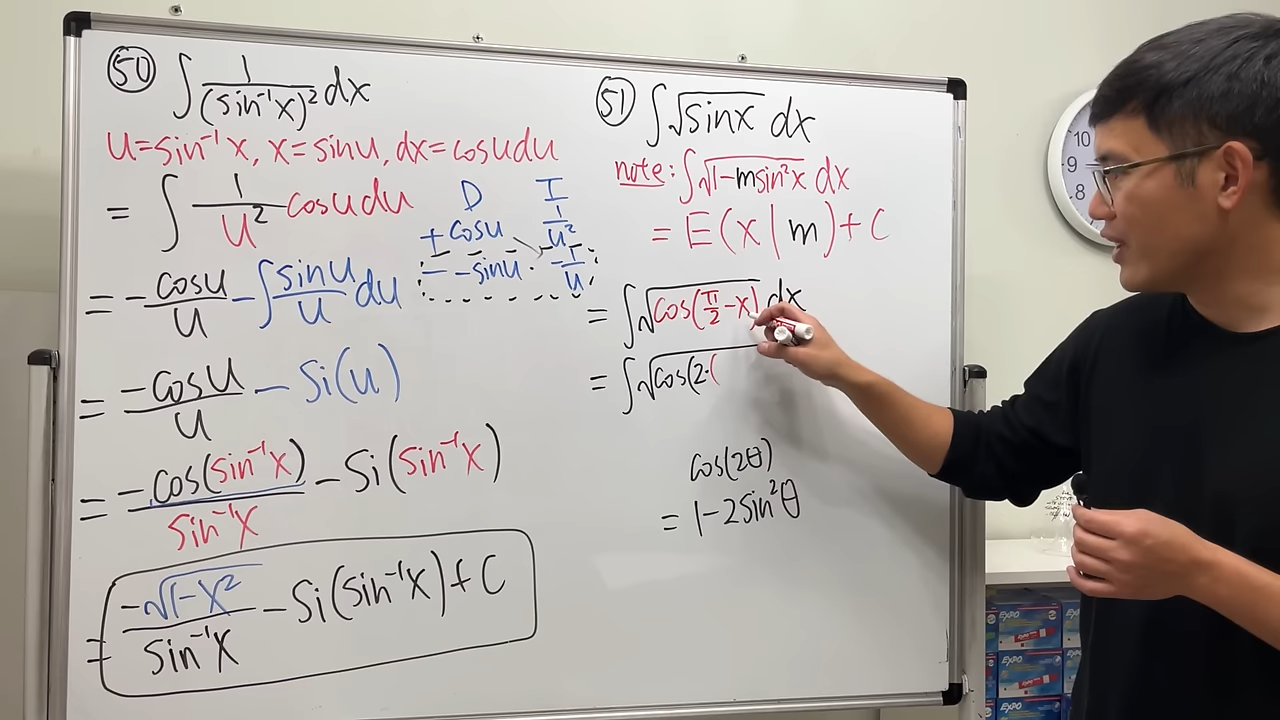 50 ∫ 1/(sin⁻¹x)² dx
u=sin⁻¹x, x=sinu, dx=cosudu
= ∫ 1/u² cosudu
D I
+ cosu 1/u²
- -sinu · -1/u
= -cosu/u - ∫ sinu/u du
= -cosu/u - Si(u)
= -cos(sin⁻¹x)/sin⁻¹x - Si(sin⁻¹x)
= -√(1-x²)/sin⁻¹x - Si(sin⁻¹x)+C
51 ∫√sinx dx
note: ∫√(1-msin²x) dx
= E(x|m)+C
= ∫√cos(π/2-x) dx
= ∫√cos(2·(
cos(2θ)
= 1-2sin²θ
10
9
8
EXPO
EXPO
EXPO